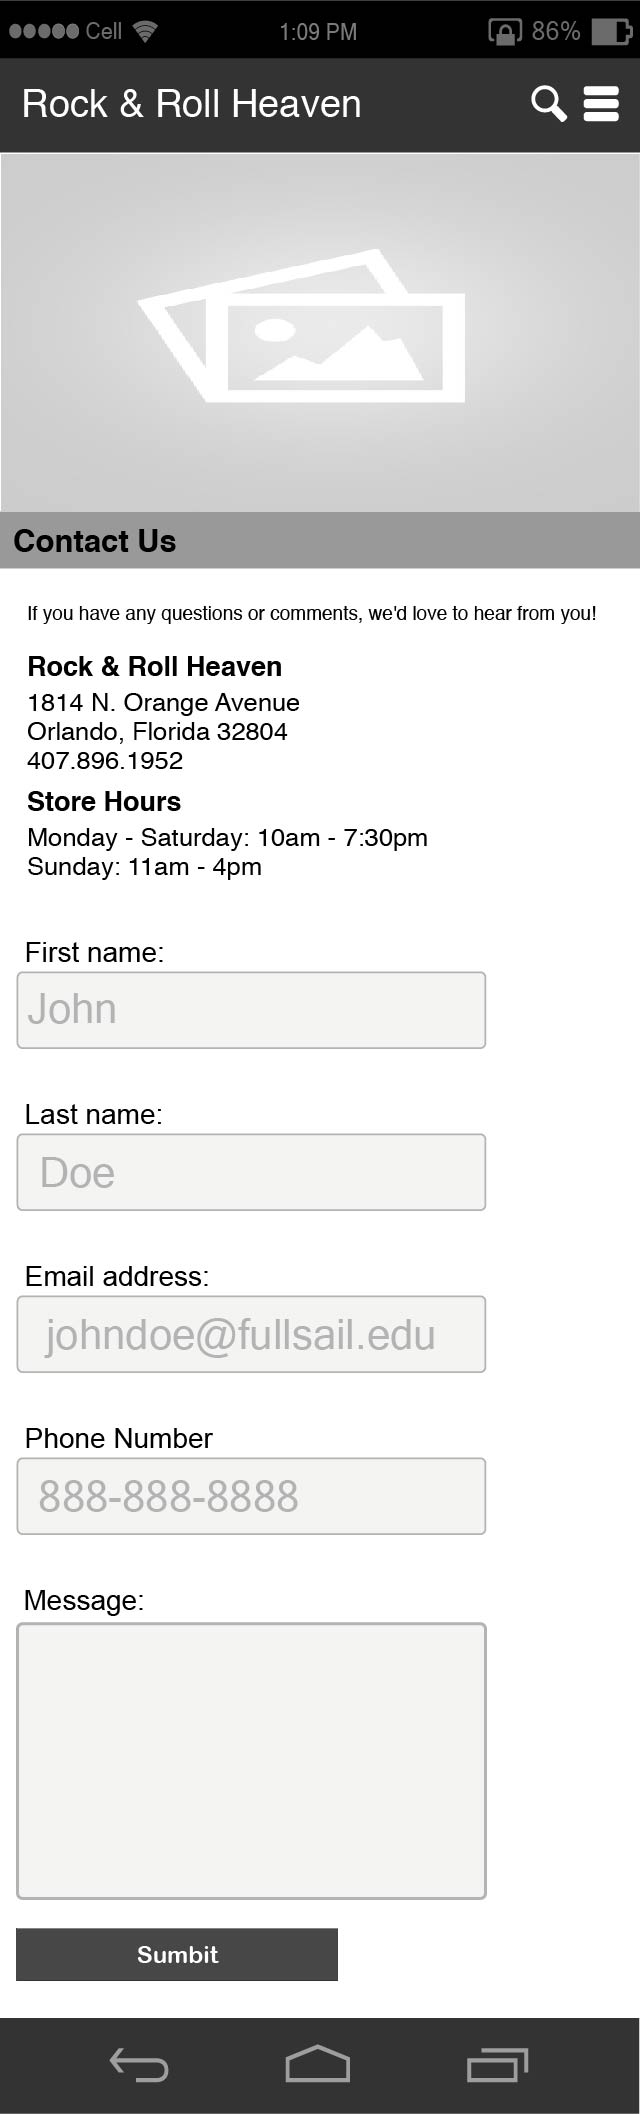 Cell 1:09 PM 86%
Rock & Roll Heaven
Contact Us
If you have any questions or comments, we'd love to hear from you!
Rock & Roll Heaven
1814 N. Orange Avenue
Orlando, Florida 32804
407.896.1952
Store Hours
Monday - Saturday: 10am - 7:30pm
Sunday: 11am - 4pm
First name:
John
Last name:
Doe
Email address:
johndoe@fullsail.edu
Phone Number
888-888-8888
Message:
Sumbit